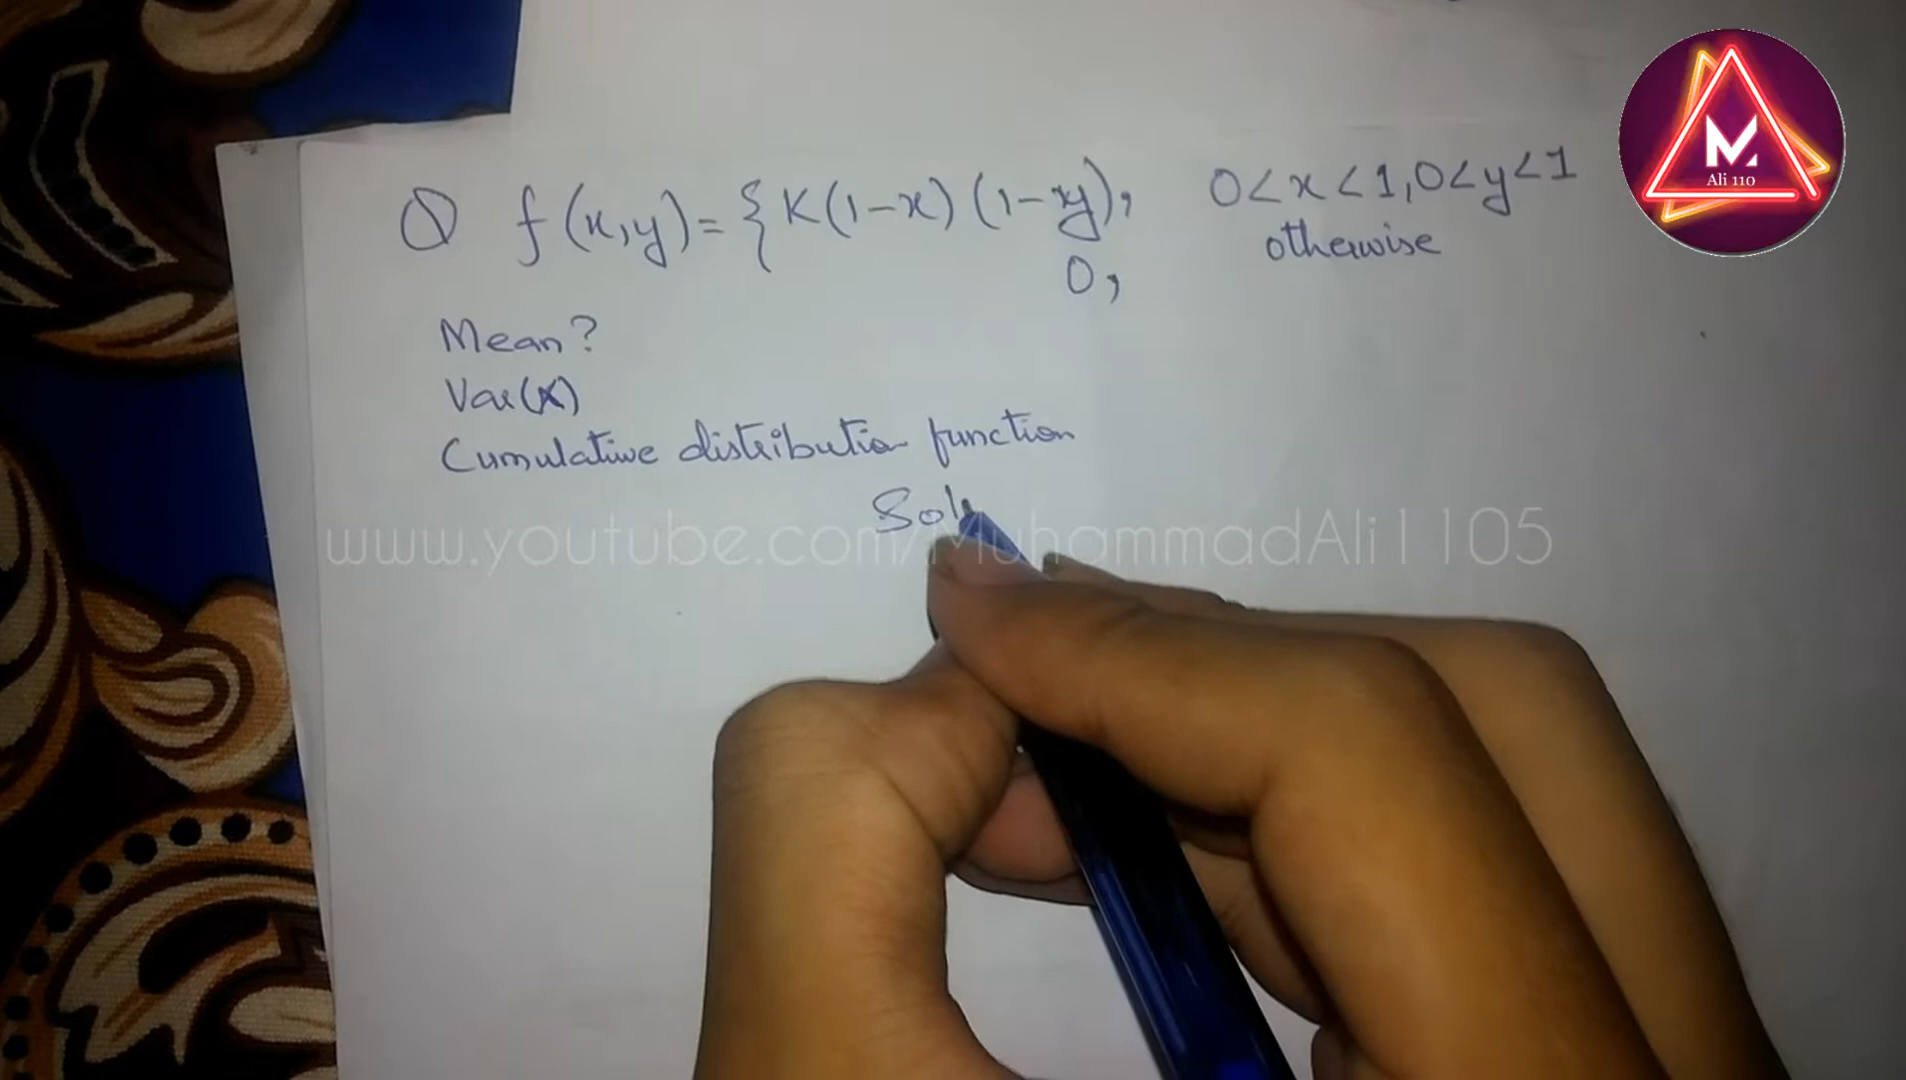 Q f(x,y)= { K(1-x) (1-xy), 0<x<1, 0<y<1
0, otherwise
Mean?
Var(X)
Cumulative distribution function
Sol
www.youtube.com/MuhammadAli1105
M
Ali 110